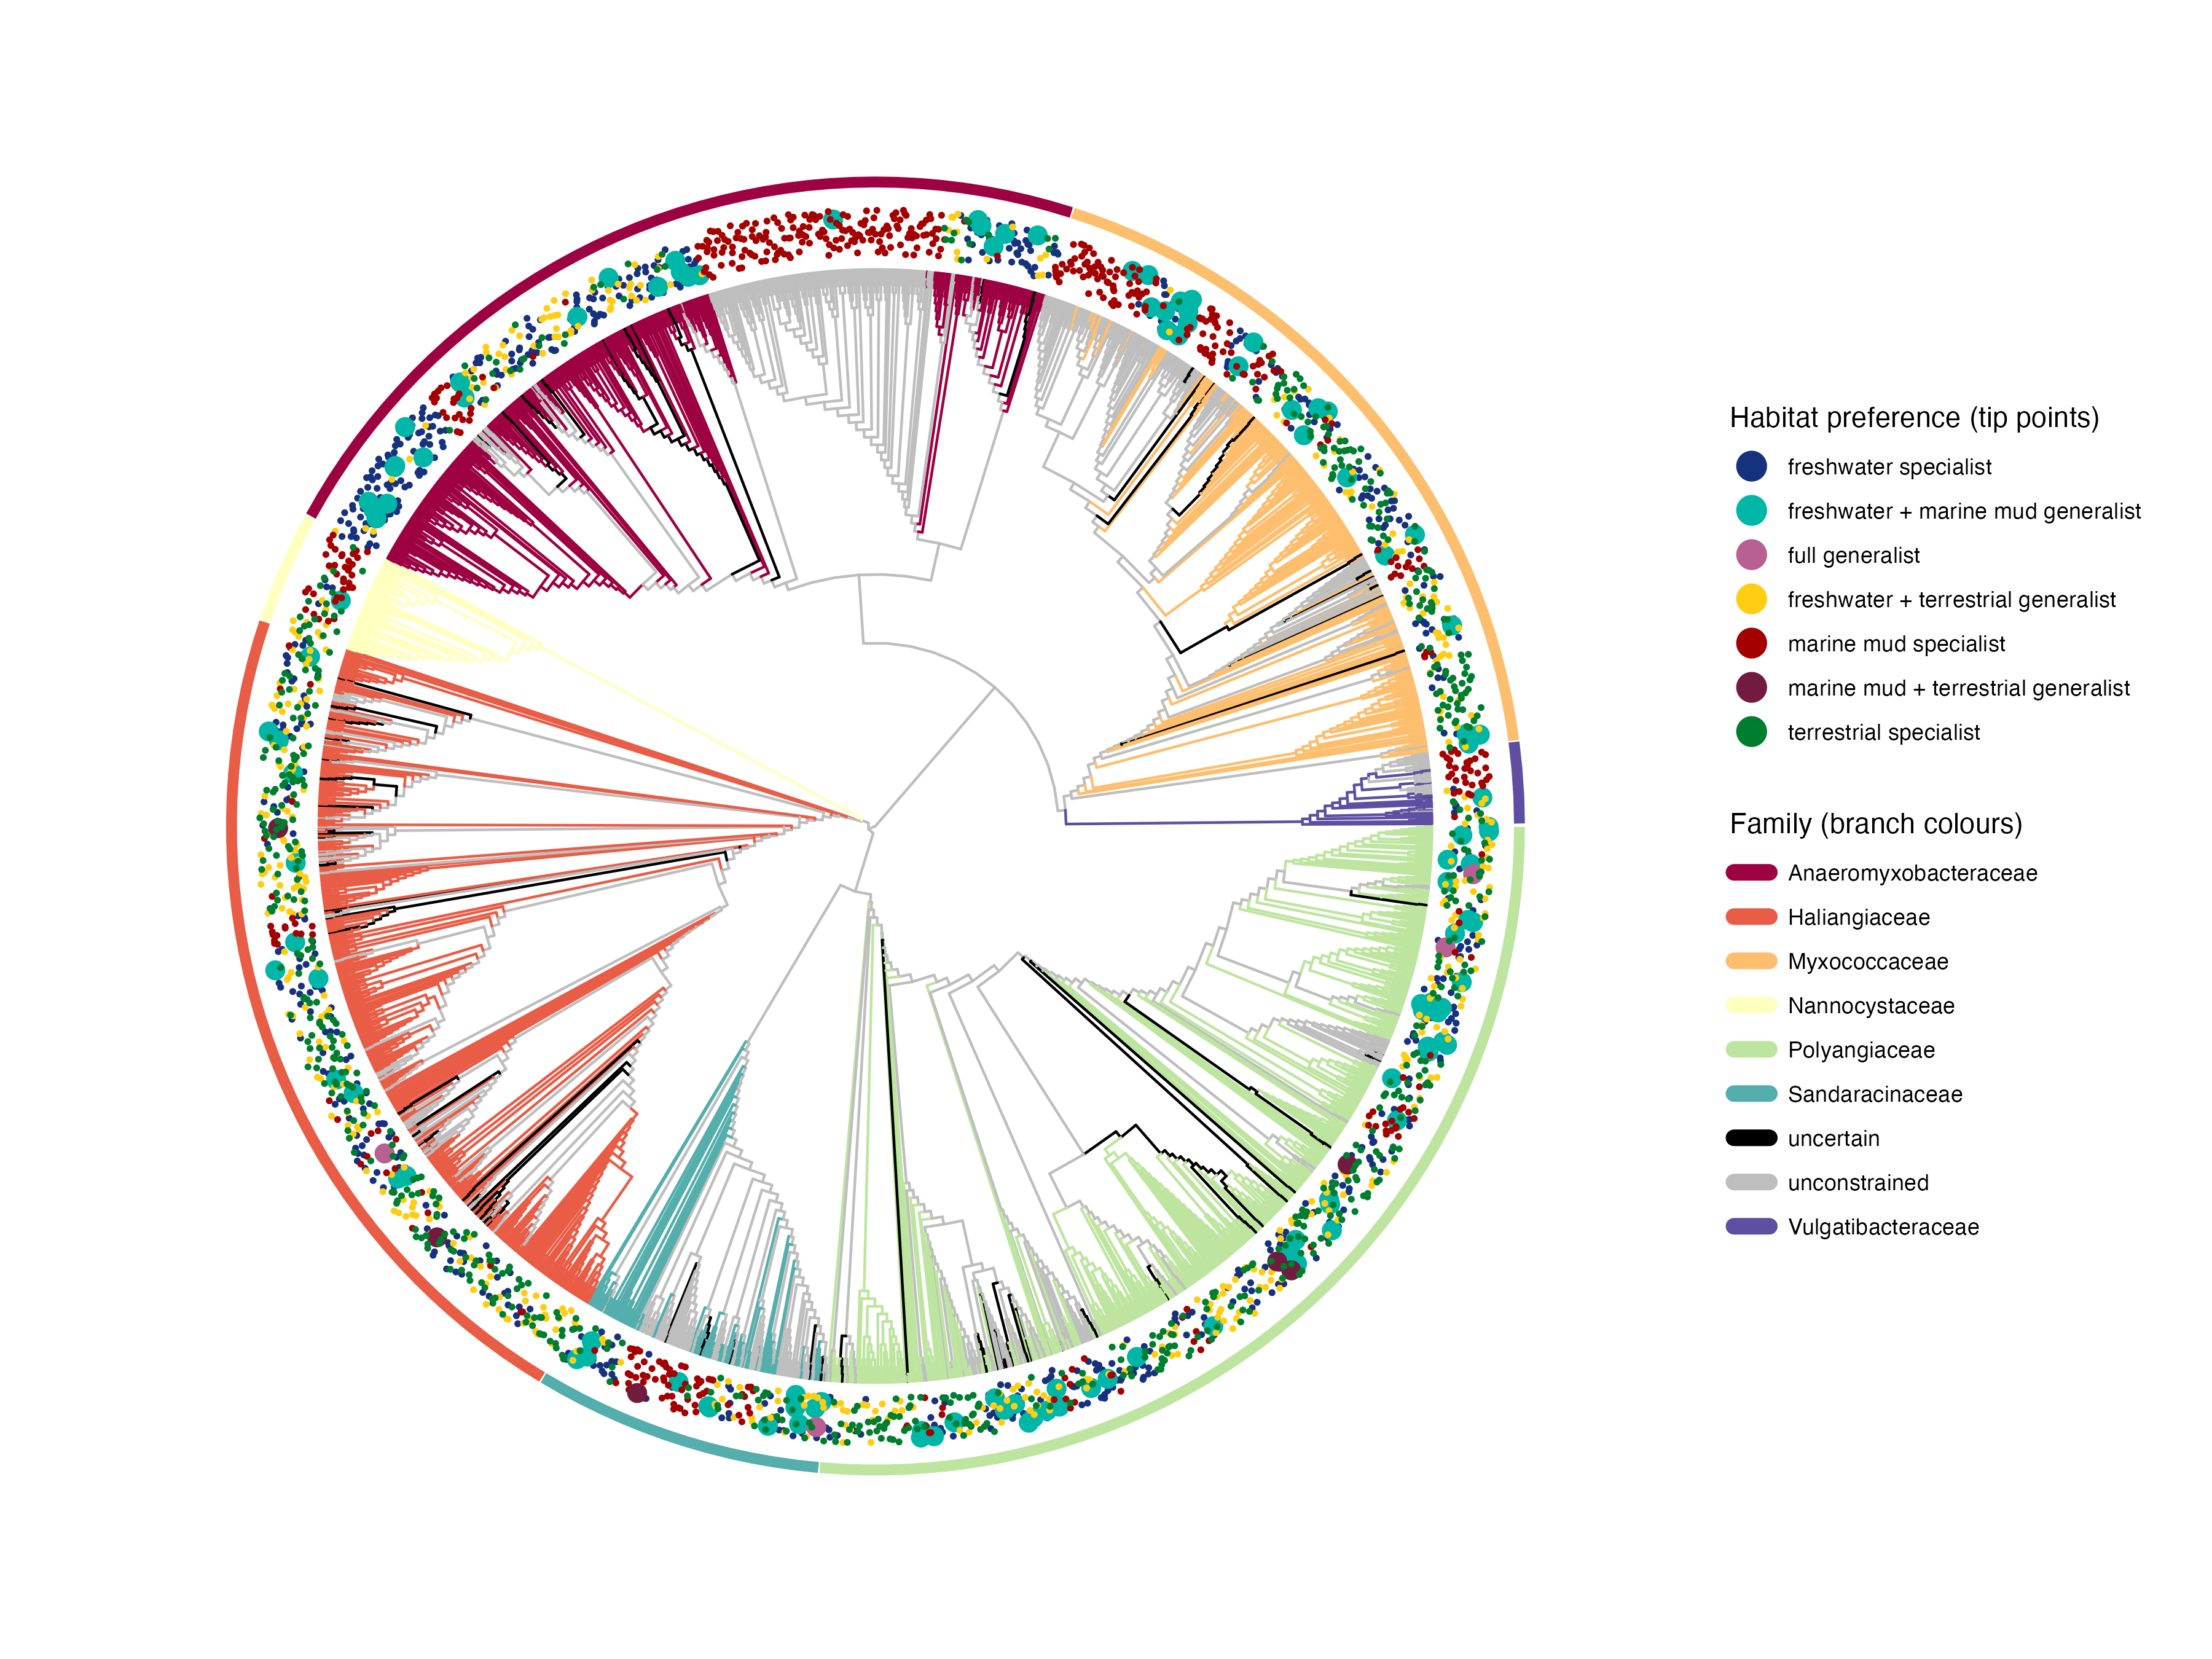 Habitat preference (tip points)
freshwater specialist
freshwater + marine mud generalist
full generalist
freshwater + terrestrial generalist
marine mud specialist
marine mud + terrestrial generalist
terrestrial specialist
Family (branch colours)
Anaeromyxobacteraceae
Haliangiaceae
Myxococcaceae
Nannocystaceae
Polyangiaceae
Sandaracinaceae
uncertain
unconstrained
Vulgatibacteraceae